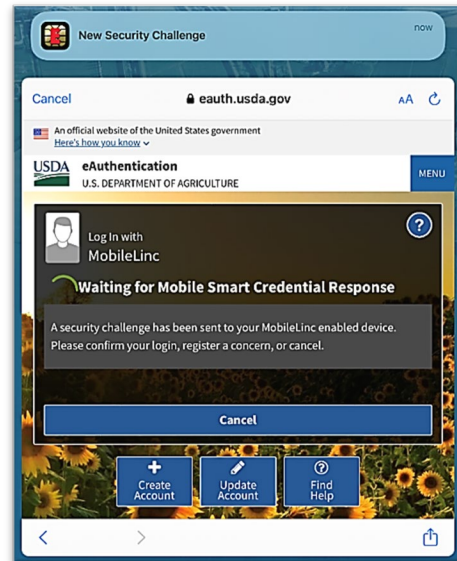 New Security Challenge
now
Cancel
eauth.usda.gov
AA
An official website of the United States government
Here's how you know
USDA
eAuthentication
U.S. DEPARTMENT OF AGRICULTURE
MENU
Log In with
MobileLinc
?
Waiting for Mobile Smart Credential Response
A security challenge has been sent to your MobileLinc enabled device.
Please confirm your login, register a concern, or cancel.
Cancel
Create
Account
Update
Account
?
Find
Help